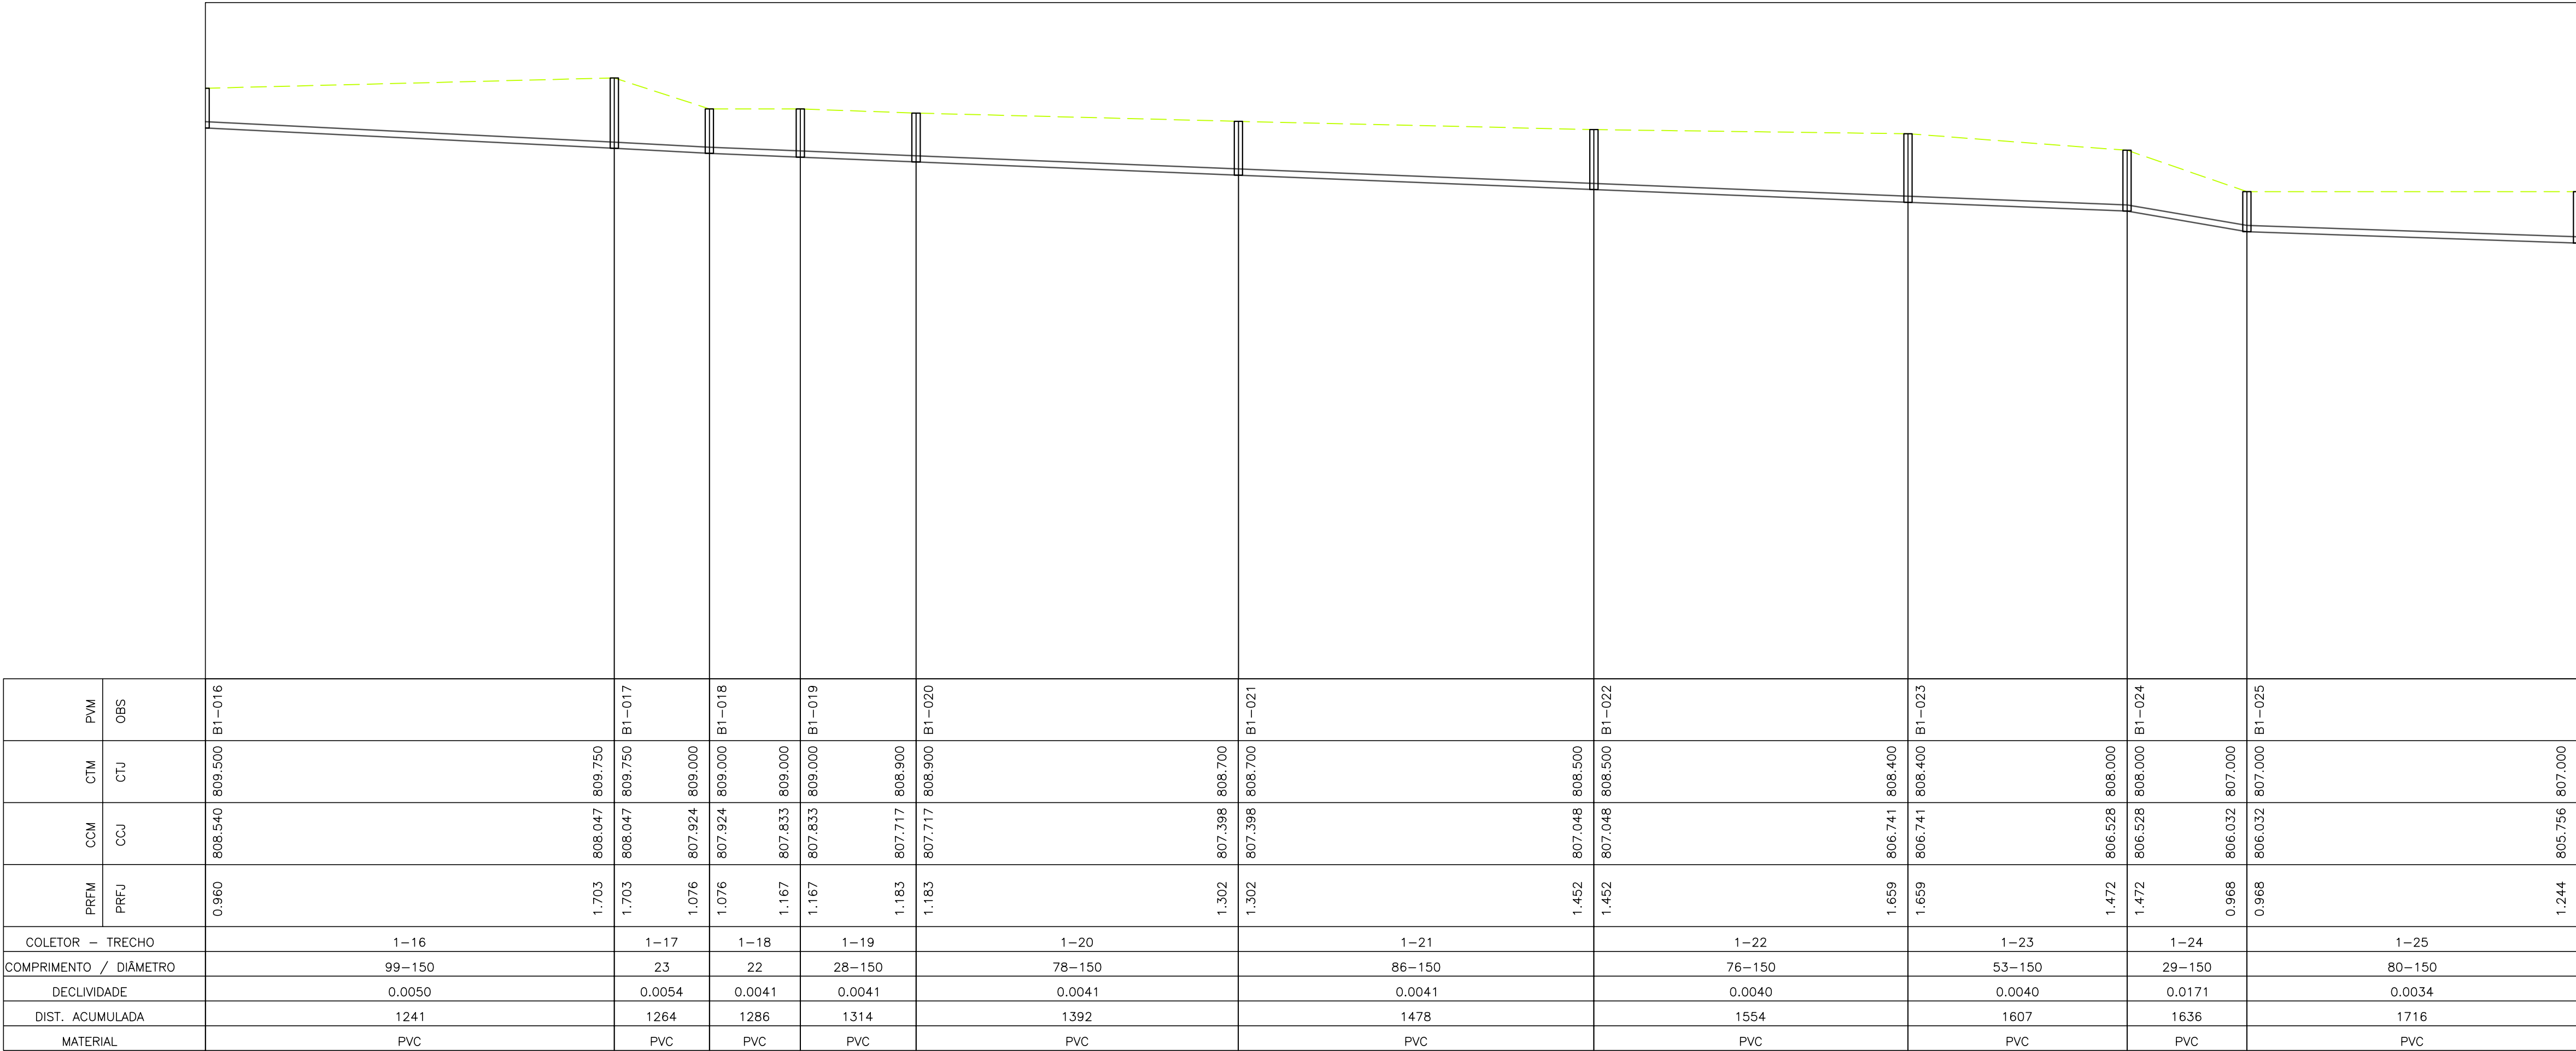 PVM OBS B1-016 B1-017 B1-018 B1-019 B1-020 B1-021 B1-022 B1-023 B1-024 B1-025
CTM CTJ 809.500 809.750 809.750 809.000 809.000 809.000 809.000 808.900 808.900 808.700 808.700 808.500 808.500 808.400 808.400 808.000 808.000 807.000 807.000 807.000
CCM CCJ 808.540 808.047 808.047 807.924 807.924 807.833 807.833 807.717 807.717 807.398 807.398 807.048 807.048 806.741 806.741 806.528 806.528 806.032 806.032 805.756
PRFM PRFJ 0.960 1.703 1.703 1.076 1.076 1.167 1.167 1.183 1.183 1.302 1.302 1.452 1.452 1.659 1.659 1.472 1.472 0.968 0.968 1.244
COLETOR - TRECHO 1-16 1-17 1-18 1-19 1-20 1-21 1-22 1-23 1-24 1-25
COMPRIMENTO / DIÂMETRO 99-150 23 22 28-150 78-150 86-150 76-150 53-150 29-150 80-150
DECLIVIDADE 0.0050 0.0054 0.0041 0.0041 0.0041 0.0041 0.0040 0.0040 0.0171 0.0034
DIST. ACUMULADA 1241 1264 1286 1314 1392 1478 1554 1607 1636 1716
MATERIAL PVC PVC PVC PVC PVC PVC PVC PVC PVC PVC